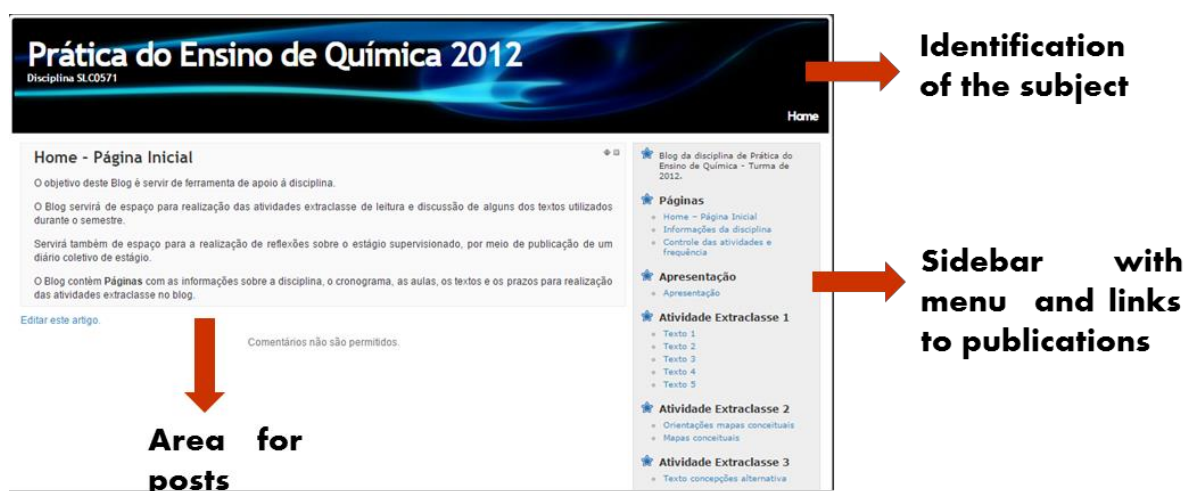 Prática do Ensino de Química 2012
Disciplina SLC0571
Home
Identification
of the subject
Home - Página Inicial
O objetivo deste Blog è servir de ferramenta de apoio á disciplina.
O Blog servirá de espaço para realização das atividades extraclasse de leitura e discussão de alguns dos textos utilizados
durante o semestre.
Servirá também de espaço para a realização de reflexões sobre o estágio supervisionado, por meio de publicação de um
diário coletivo de estágio.
O Blog contèm Páginas com as informações sobre a disciplina, o cronograma, as aulas, os textos e os prazos para realização
das atividades extraclasse no blog.
Editar este artigo.
Comentários não são permitidos.
Area for
posts
Blog da disciplina de Prática do
Ensino de Química - Turma de
2012.
Páginas
Home – Página Inicial
Informações da disciplina
Controle das atividades e
frequência
Apresentação
Apresentação
Atividade Extraclasse 1
Texto 1
Texto 2
Texto 3
Texto 4
Texto 5
Atividade Extraclasse 2
Orientações mapas conceituais
Mapas conceituais
Atividade Extraclasse 3
Texto concepções alternativa
Sidebar with
menu and links
to publications